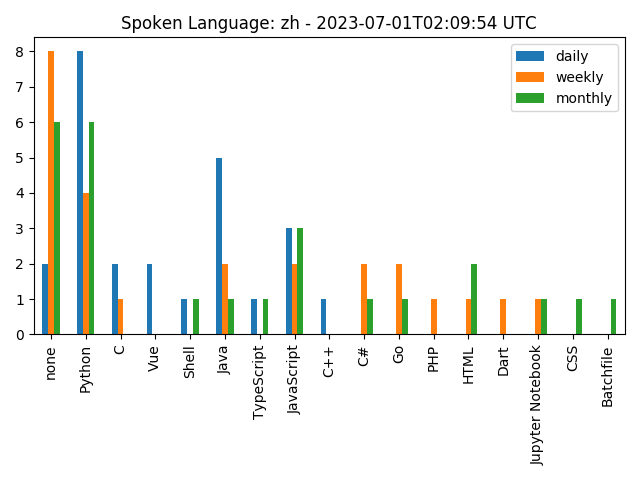 Spoken Language: zh - 2023-07-01T02:09:54 UTC
daily
weekly
monthly
8
7
6
5
4
3
2
1
0
none
Python
C
Vue
Shell
Java
TypeScript
JavaScript
C++
C#
Go
PHP
HTML
Dart
Jupyter Notebook
CSS
Batchfile